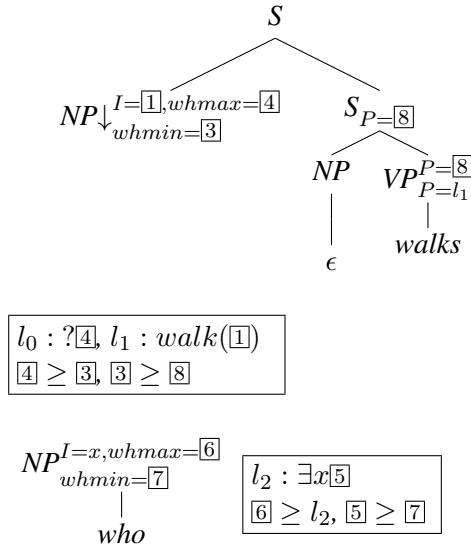 S
NP↓ I=1,whmax=4 whmin=3
S P=8
NP VP P=8 P=l1
ϵ walks
l0 : ?4, l1 : walk(1)
4 ≥ 3, 3 ≥ 8
NP I=x,whmax=6 whmin=7
who
l2 : ∃x5
6 ≥ l2, 5 ≥ 7